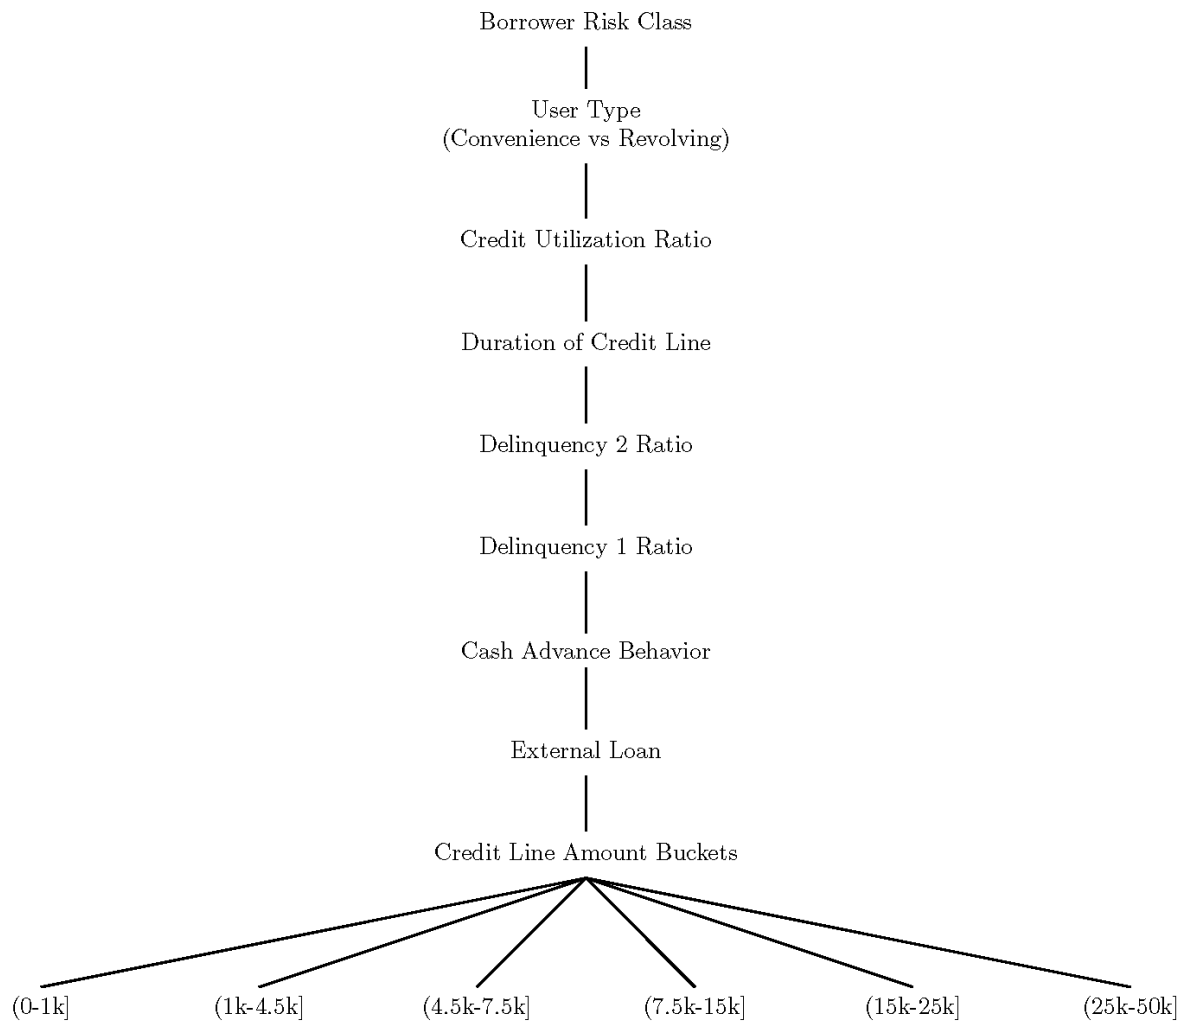 Borrower Risk Class
User Type
(Convenience vs Revolving)
Credit Utilization Ratio
Duration of Credit Line
Delinquency 2 Ratio
Delinquency 1 Ratio
Cash Advance Behavior
External Loan
Credit Line Amount Buckets
(0-1k]
(1k-4.5k]
(4.5k-7.5k]
(7.5k-15k]
(15k-25k]
(25k-50k]